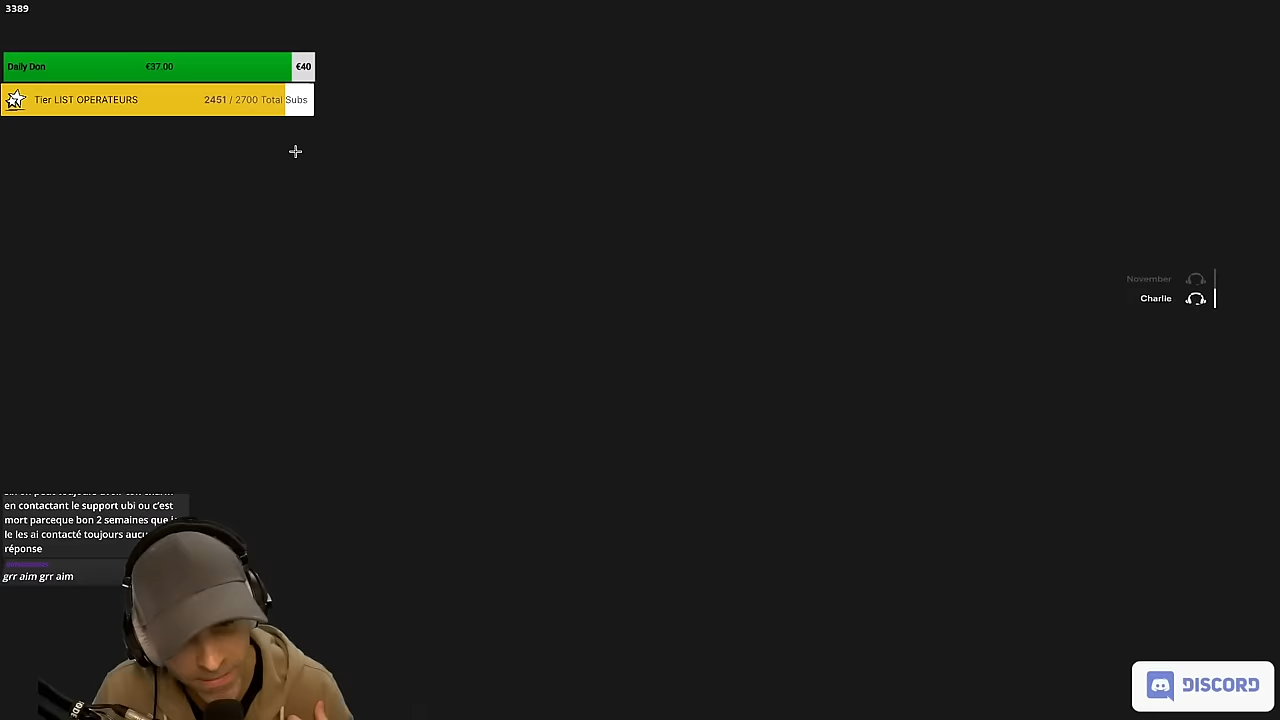 3389
Daily Don €37.00 €40
Tier LIST OPERATEURS 2451 / 2700 Total Subs
November
Charlie
en contactant le support ubi ou c'est
mort parceque bon 2 semaines que
le les ai contacté toujours
réponse
grr aim grr aim
DISCORD